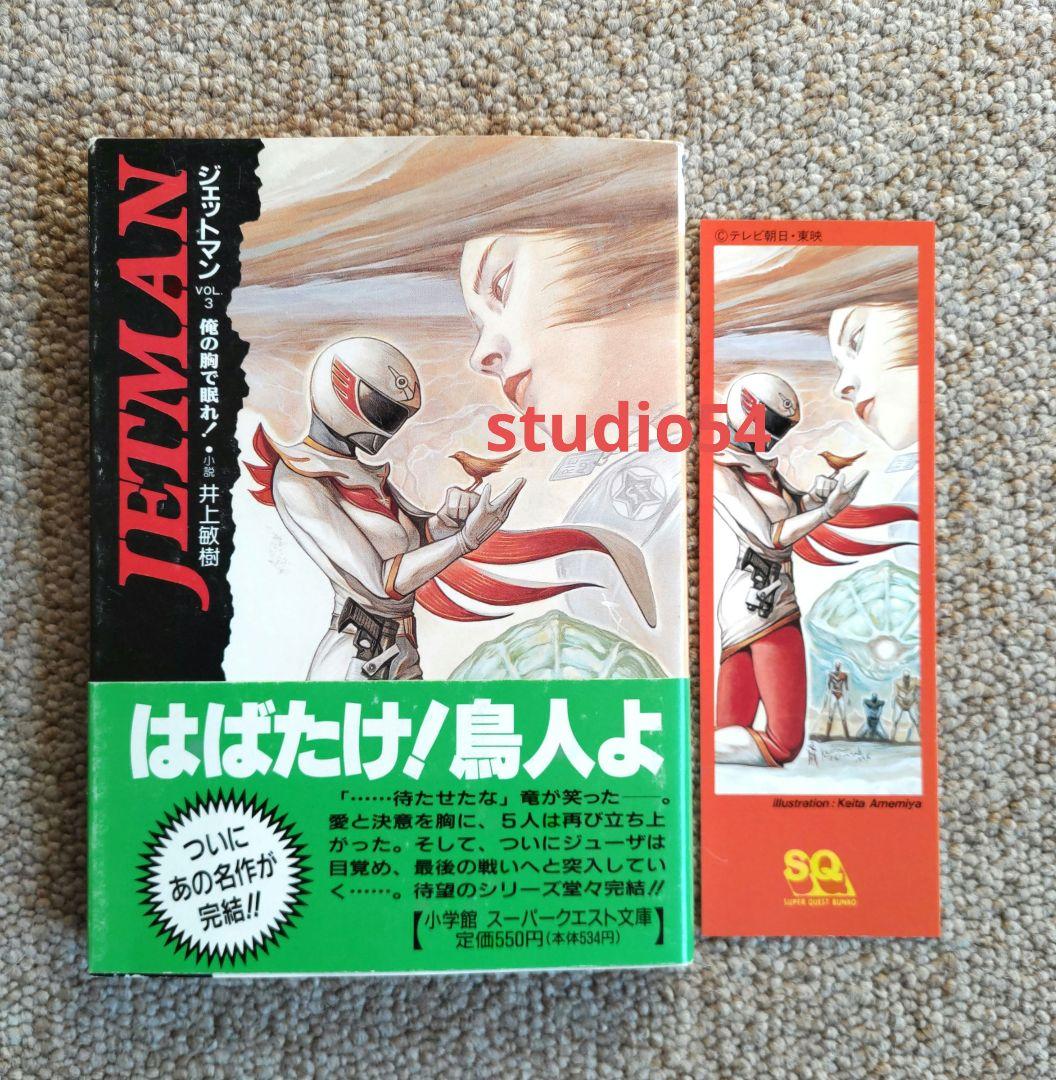 JETMAN
ジェットマン VOL.3 俺の胸で眠れ!・小説 井上敏樹
studio54
はばたけ!鳥人よ
ついに
あの名作が
完結!!
「……待たせたな」竜が笑った――。
愛と決意を胸に、5人は再び立ち上
がった。そして、ついにジューザは
目覚め、最後の戦いへと突入してい
く……。待望のシリーズ堂々完結!!
【小学館 スーパークエスト文庫】
定価550円(本体534円)
©テレビ朝日・東映
illustration : Keita Amemiya
SQ
SUPER QUEST BUNKO